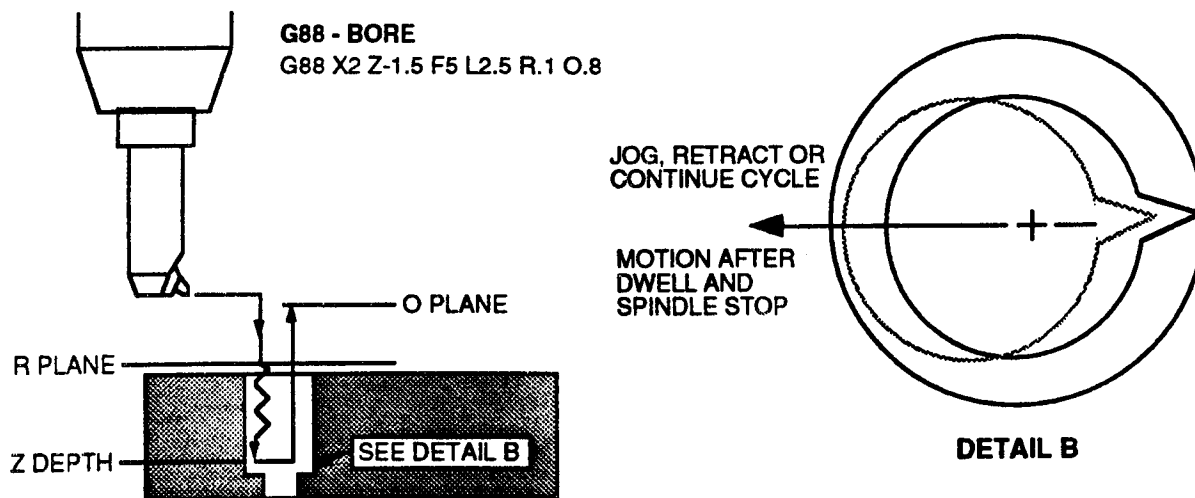 G88 - BORE
G88 X2 Z-1.5 F5 L2.5 R.1 O.8
O PLANE
R PLANE
Z DEPTH
SEE DETAIL B
JOG, RETRACT OR
CONTINUE CYCLE
MOTION AFTER
DWELL AND
SPINDLE STOP
DETAIL B